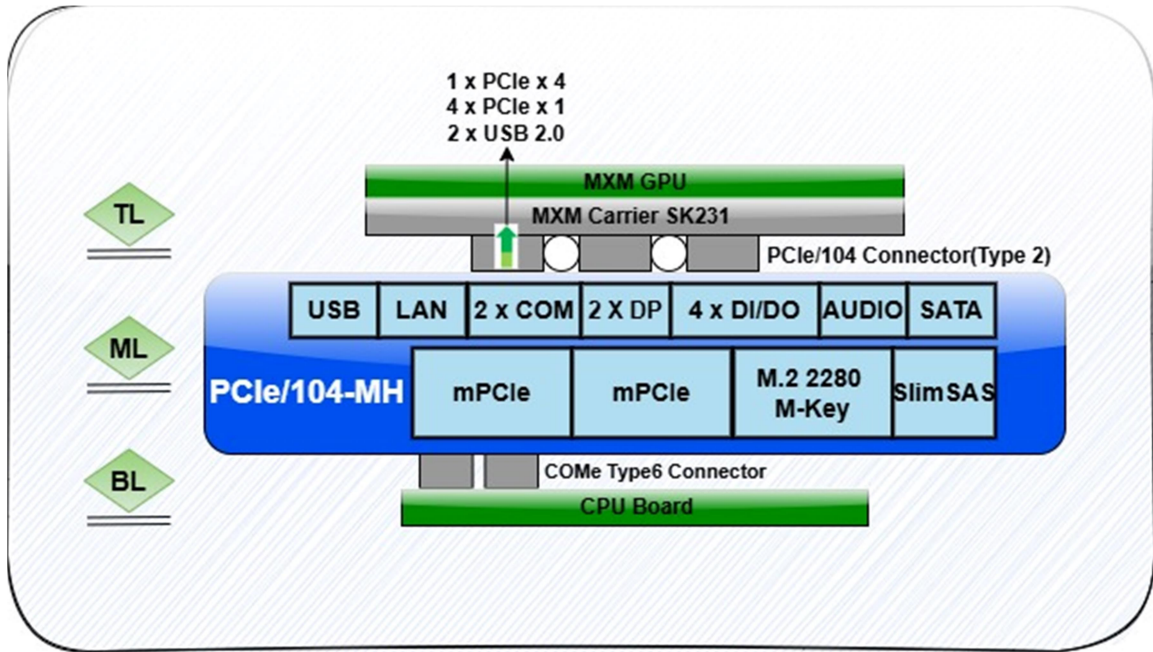 1 x PCIe x 4
4 x PCIe x 1
2 x USB 2.0
MXM GPU
TL
MXM Carrier SK231
PCIe/104 Connector(Type 2)
USB
LAN
2 x COM
2 X DP
4 x DI/DO
AUDIO
SATA
ML
PCIe/104-MH
mPCIe
mPCIe
M.2 2280
M-Key
SlimSAS
BL
COMe Type6 Connector
CPU Board